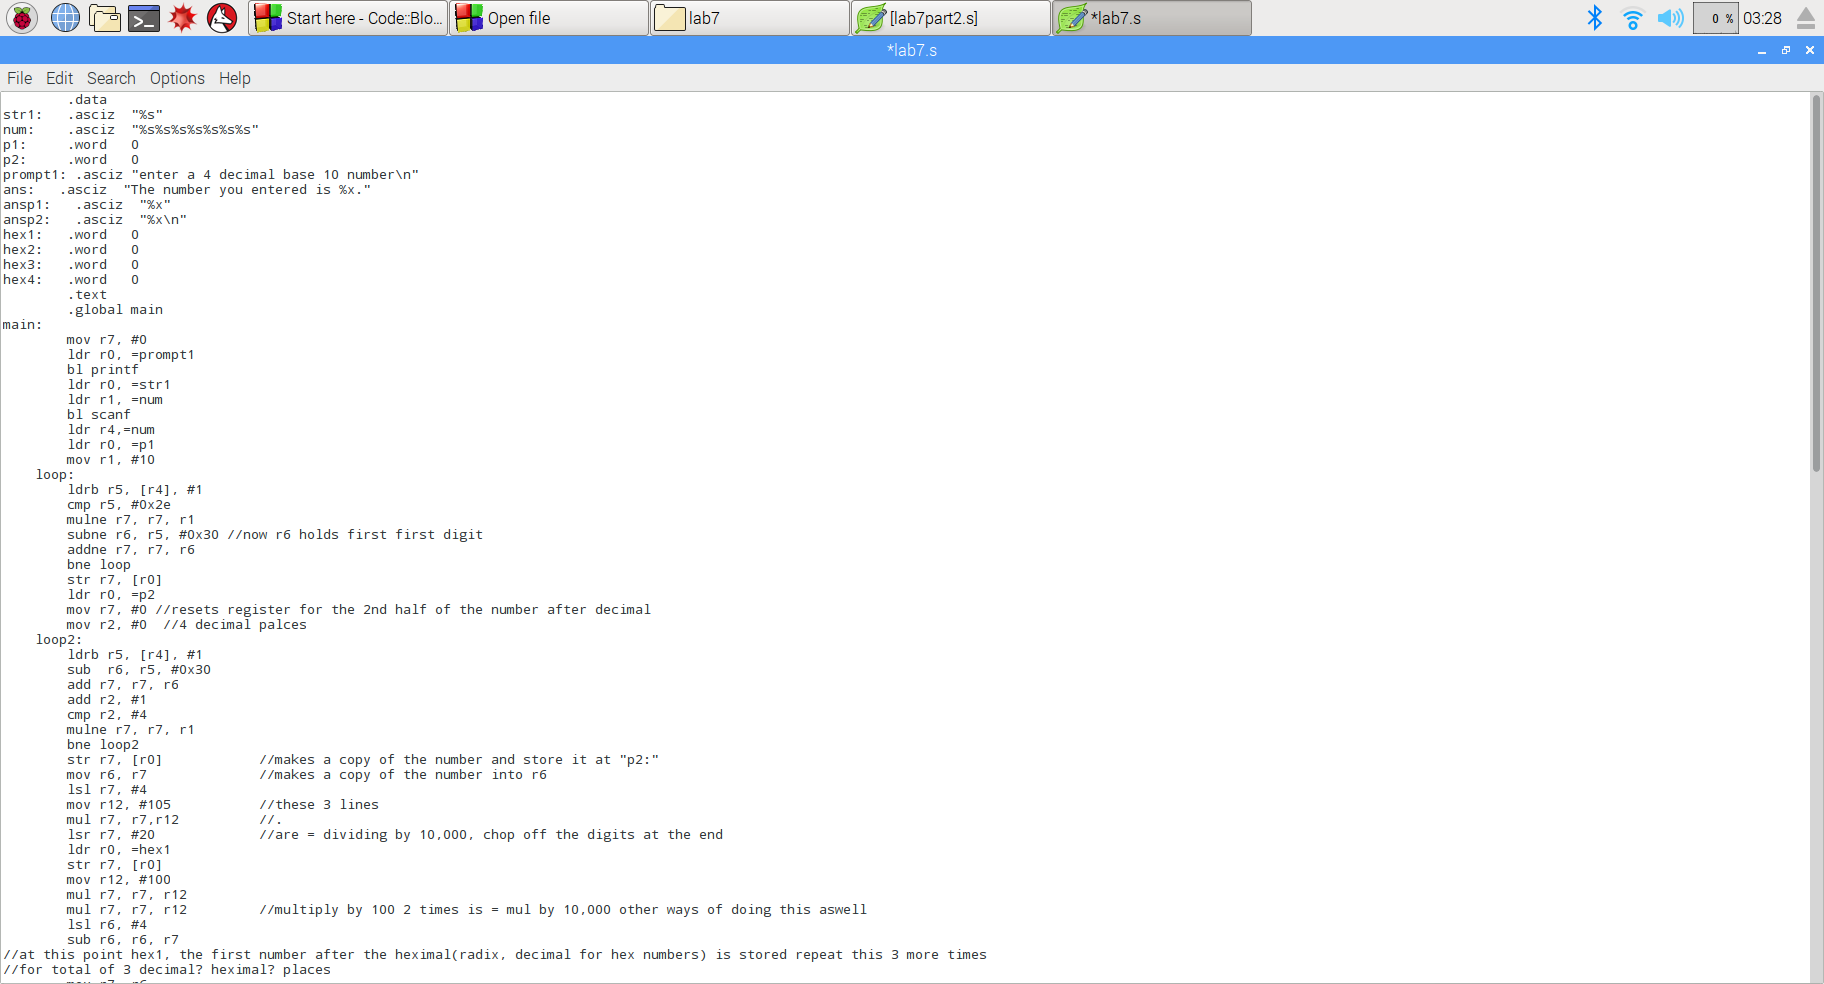 Start here - Code::Blo... Open file lab7 [lab7part2.s] *lab7.s 0 % 03:28
*lab7.s
File Edit Search Options Help
.data
str1: .asciz "%s"
num: .asciz "%s%s%s%s%s%s%s"
p1: .word 0
p2: .word 0
prompt1: .asciz "enter a 4 decimal base 10 number\n"
ans: .asciz "The number you entered is %x."
ansp1: .asciz "%x"
ansp2: .asciz "%x\n"
hex1: .word 0
hex2: .word 0
hex3: .word 0
hex4: .word 0
.text
.global main
main:
mov r7, #0
ldr r0, =prompt1
bl printf
ldr r0, =str1
ldr r1, =num
bl scanf
ldr r4,=num
ldr r0, =p1
mov r1, #10
loop:
ldrb r5, [r4], #1
cmp r5, #0x2e
mulne r7, r7, r1
subne r6, r5, #0x30 //now r6 holds first first digit
addne r7, r7, r6
bne loop
str r7, [r0]
ldr r0, =p2
mov r7, #0 //resets register for the 2nd half of the number after decimal
mov r2, #0 //4 decimal palces
loop2:
ldrb r5, [r4], #1
sub r6, r5, #0x30
add r7, r7, r6
add r2, #1
cmp r2, #4
mulne r7, r7, r1
bne loop2
str r7, [r0] //makes a copy of the number and store it at "p2:"
mov r6, r7 //makes a copy of the number into r6
lsl r7, #4
mov r12, #105 //these 3 lines
mul r7, r7,r12 //.
lsr r7, #20 //are = dividing by 10,000, chop off the digits at the end
ldr r0, =hex1
str r7, [r0]
mov r12, #100
mul r7, r7, r12
mul r7, r7, r12 //multiply by 100 2 times is = mul by 10,000 other ways of doing this aswell
lsl r6, #4
sub r6, r6, r7
//at this point hex1, the first number after the heximal(radix, decimal for hex numbers) is stored repeat this 3 more times
//for total of 3 decimal? heximal? places